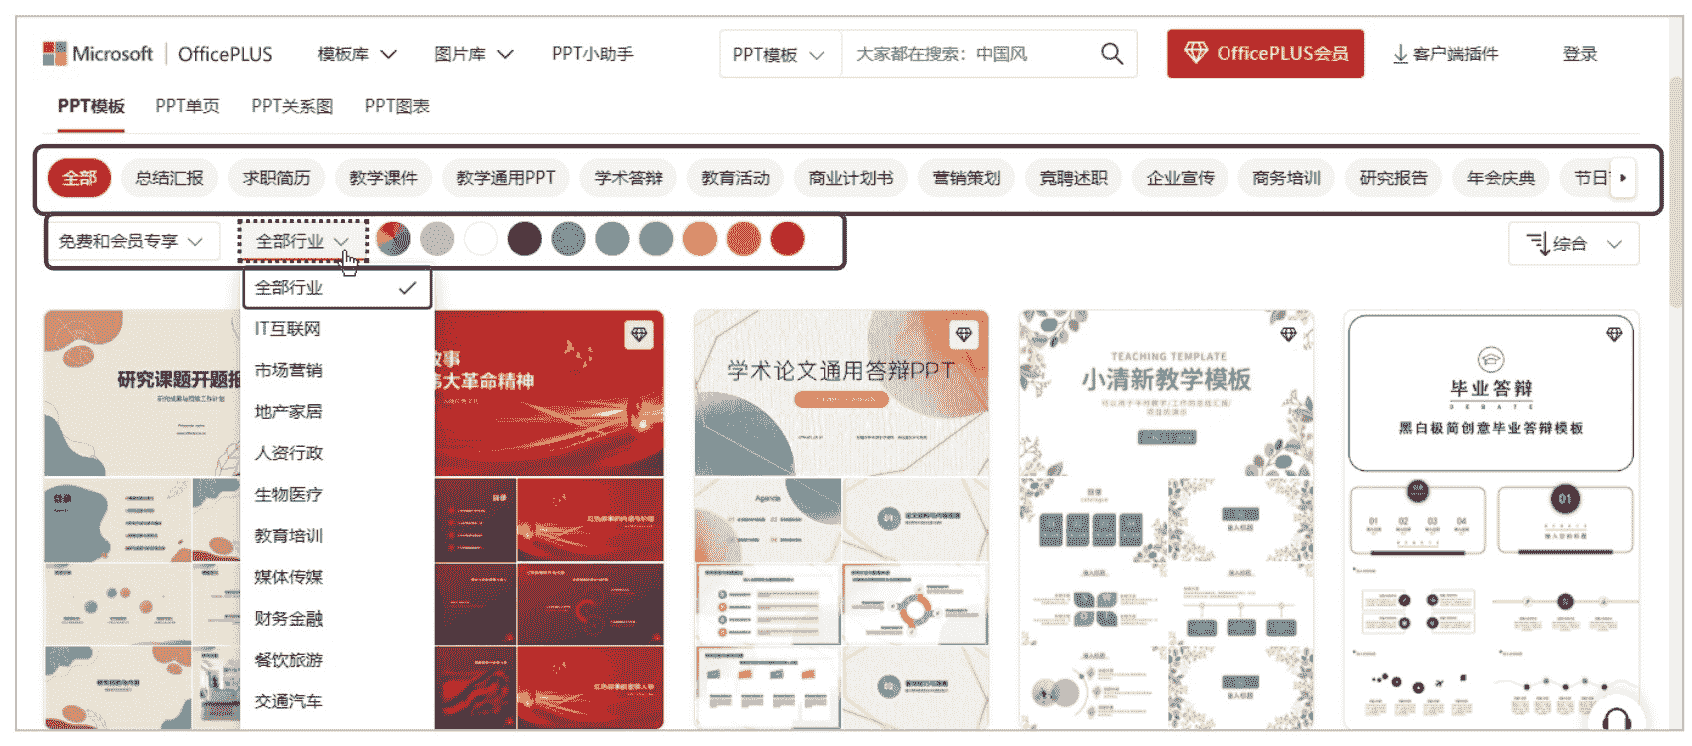 Microsoft OfficePLUS 模板库 图片库 PPT小助手 PPT模板 大家都在搜索：中国风 OfficePLUS会员 客户端插件 登录
PPT模板 PPT单页 PPT关系图 PPT图表
全部 总结汇报 求职简历 教学课件 教学通用PPT 学术答辩 教育活动 商业计划书 营销策划 竞聘述职 企业宣传 商务培训 研究报告 年会庆典 节日
免费和会员专享 全部行业 综合
全部行业
IT互联网
市场营销
地产家居
人资行政
生物医疗
教育培训
媒体传媒
财务金融
餐饮旅游
交通汽车
研究课题开题报
故事
伟大革命精神
学术论文通用答辩PPT
Agenda
TEACHING TEMPLATE
小清新教学模板
目录
毕业答辩
DEBATE
黑白极简创意毕业答辩模板
01
01 02 03 04